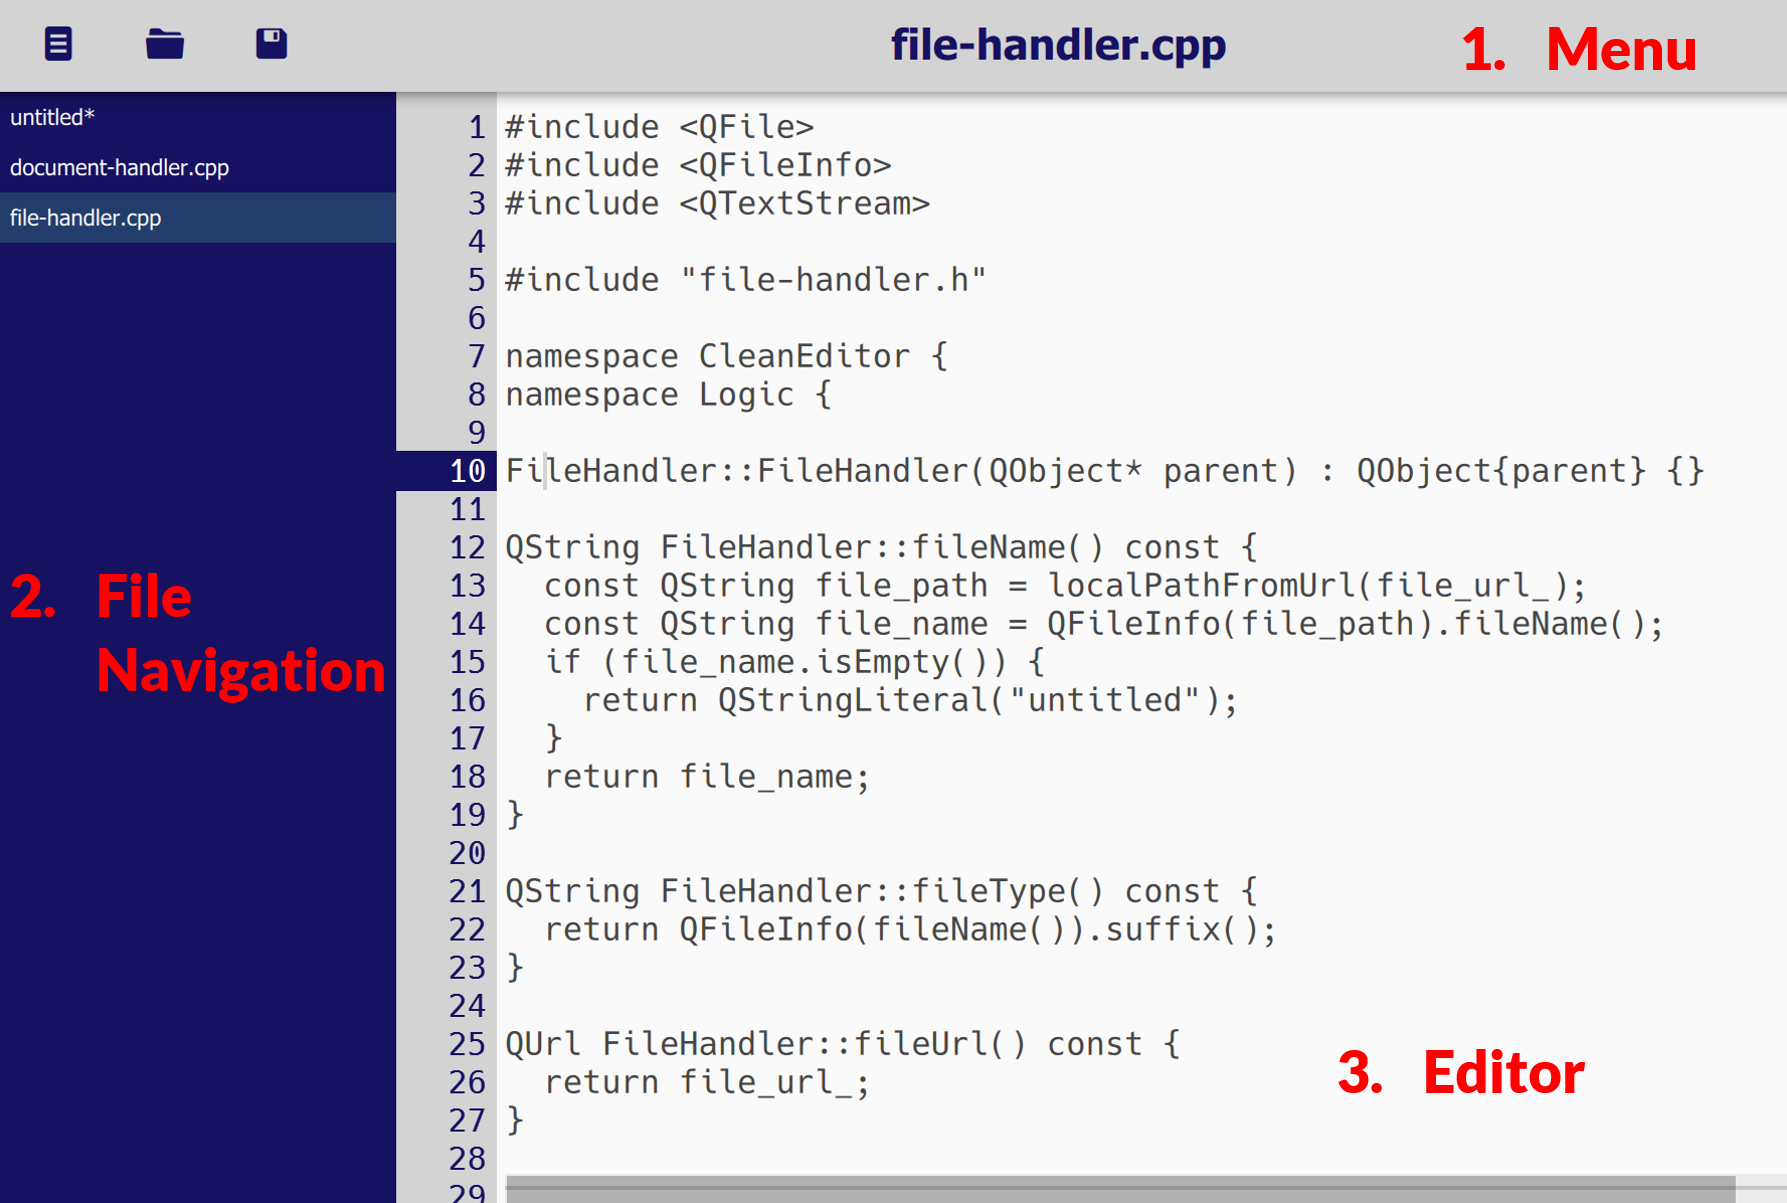 file-handler.cpp
1. Menu
untitled*
document-handler.cpp
file-handler.cpp
2. File
Navigation
1 #include <QFile>
2 #include <QFileInfo>
3 #include <QTextStream>
4
5 #include "file-handler.h"
6
7 namespace CleanEditor {
8 namespace Logic {
9
10 FileHandler::FileHandler(QObject* parent) : QObject{parent} {}
11
12 QString FileHandler::fileName() const {
13   const QString file_path = localPathFromUrl(file_url_);
14   const QString file_name = QFileInfo(file_path).fileName();
15   if (file_name.isEmpty()) {
16     return QStringLiteral("untitled");
17   }
18   return file_name;
19 }
20
21 QString FileHandler::fileType() const {
22   return QFileInfo(fileName()).suffix();
23 }
24
25 QUrl FileHandler::fileUrl() const {
26   return file_url_;
27 }
28
29
3. Editor